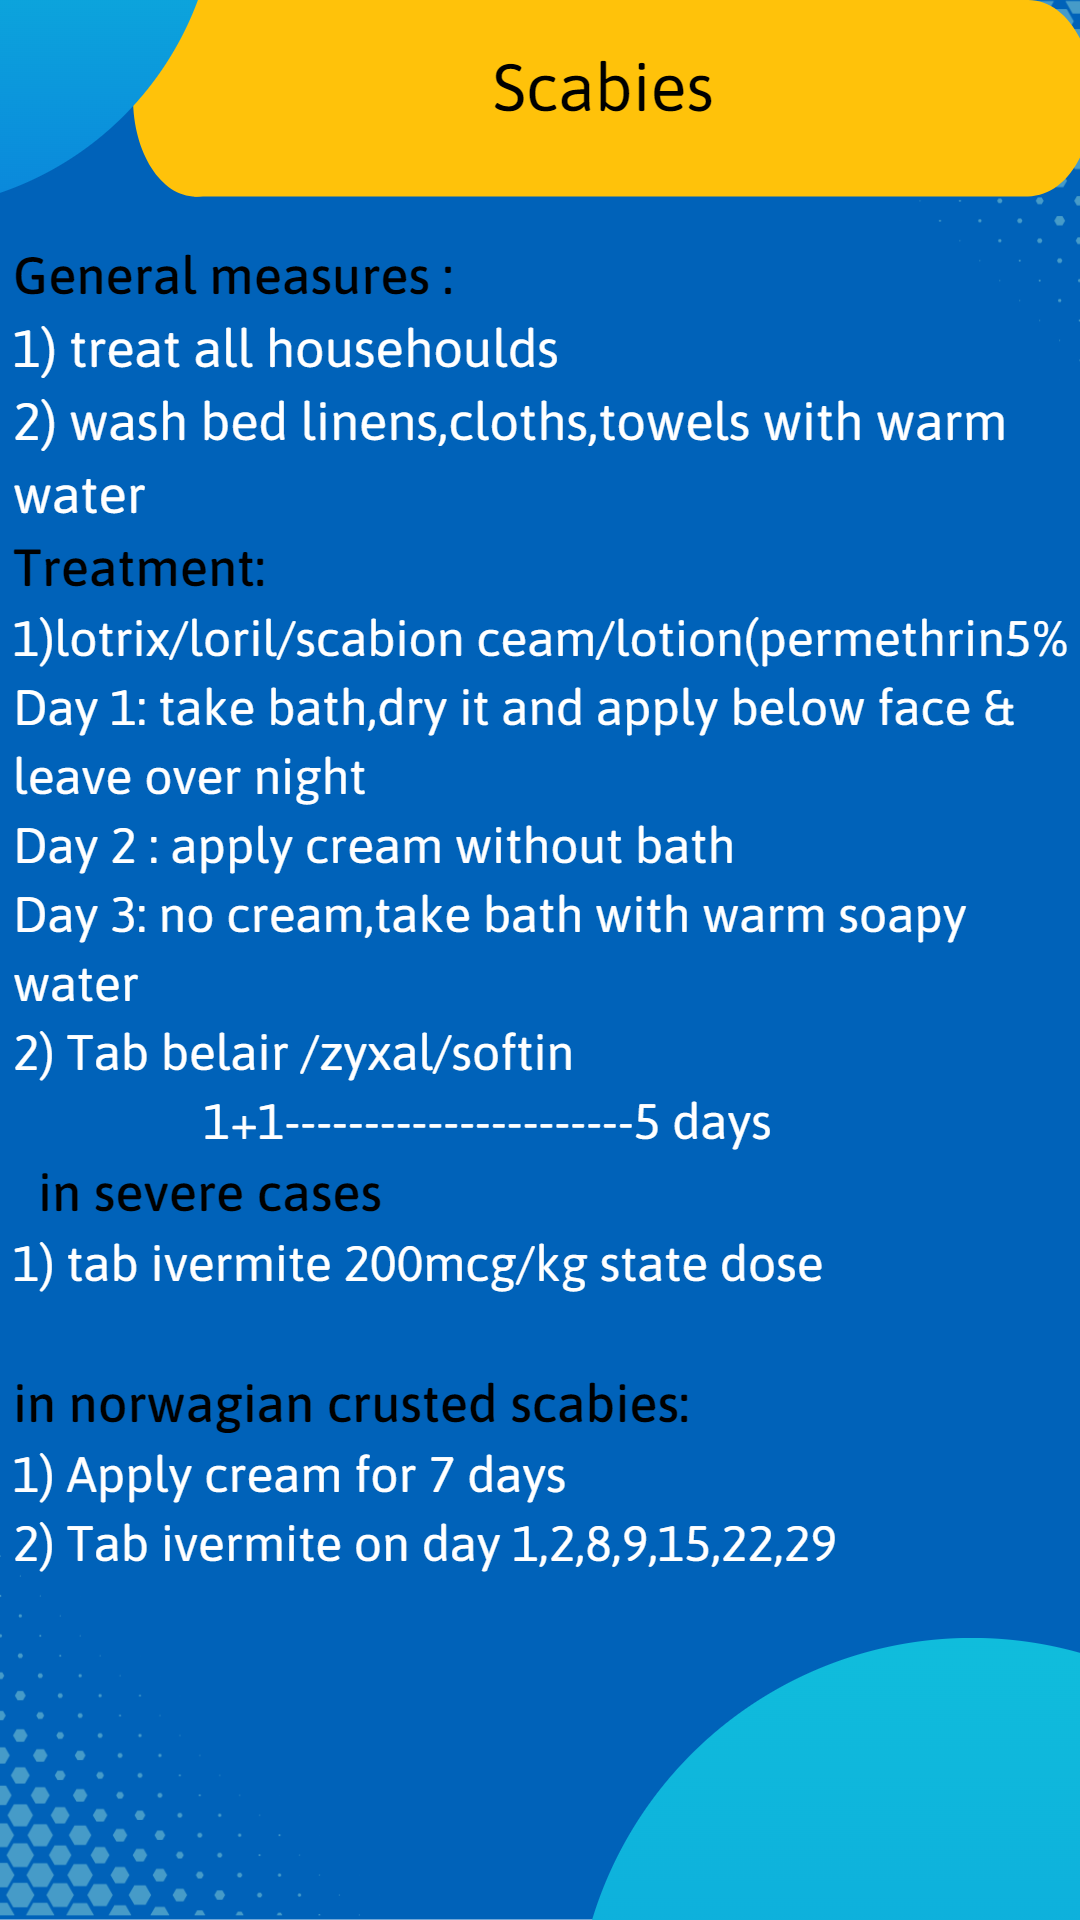 Scabies
General measures :
1) treat all househoulds
2) wash bed linens,cloths,towels with warm
water
Treatment:
1)lotrix/loril/scabion ceam/lotion(permethrin5%
Day 1: take bath,dry it and apply below face &
leave over night
Day 2 : apply cream without bath
Day 3: no cream,take bath with warm soapy
water
2) Tab belair /zyxal/softin
1+1----------------------5 days
in severe cases
1) tab ivermite 200mcg/kg state dose
in norwagian crusted scabies:
1) Apply cream for 7 days
2) Tab ivermite on day 1,2,8,9,15,22,29